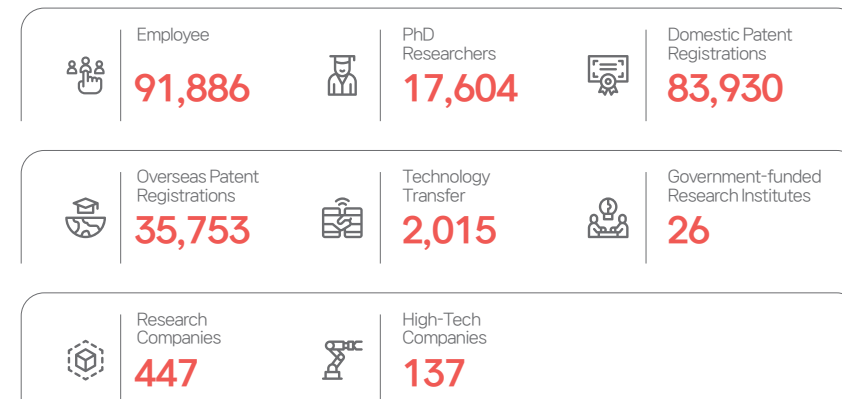 Employee
91,886
PhD
Researchers
17,604
Domestic Patent
Registrations
83,930
Overseas Patent
Registrations
35,753
Technology
Transfer
2,015
Government-funded
Research Institutes
26
Research
Companies
447
High-Tech
Companies
137